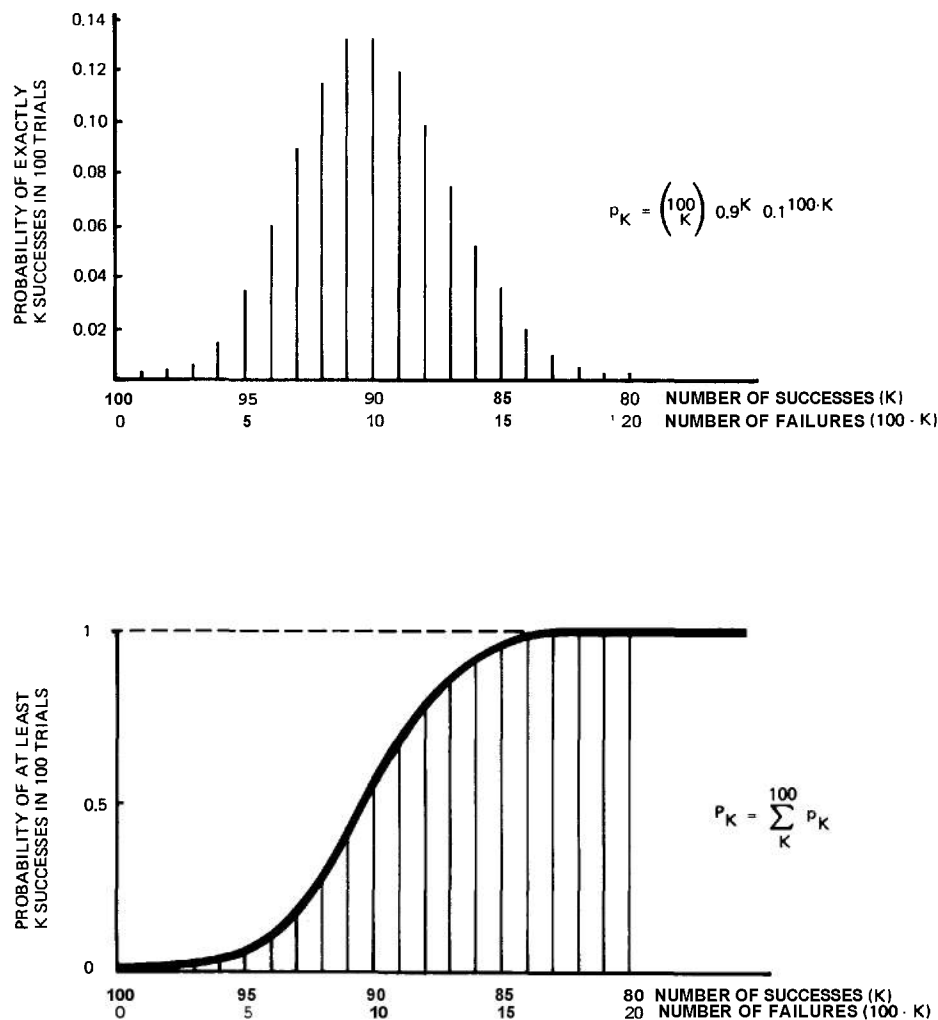 PROBABILITY OF EXACTLY
K SUCCESSES IN 100 TRIALS
0.14
0.12
0.10
0.08
0.06
0.04
0.02
p_K = (100 K) 0.9^K 0.1^100·K
100 95 90 85 80 NUMBER OF SUCCESSES (K)
0 5 10 15 20 NUMBER OF FAILURES (100 · K)
PROBABILITY OF AT LEAST
K SUCCESSES IN 100 TRIALS
1
0.5
0
P_K = 100 ∑ K p_K
100 95 90 85 80 NUMBER OF SUCCESSES (K)
0 5 10 15 20 NUMBER OF FAILURES (100 · K)